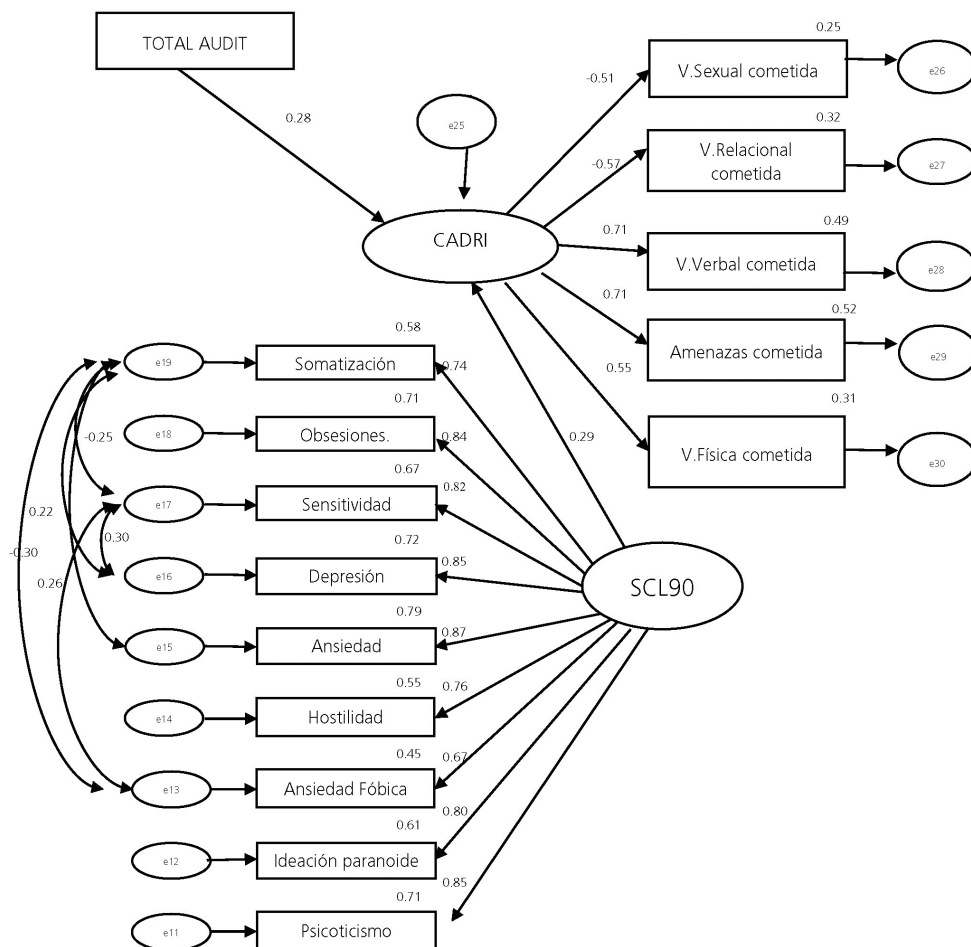 TOTAL AUDIT
0.28
e25
CADRI
-0.51
0.25
V.Sexual cometida
e26
-0.57
0.32
V.Relacional
cometida
e27
0.71
0.49
V.Verbal cometida
e28
0.71
0.52
Amenazas cometida
e29
0.55
0.31
V.Física cometida
e30
0.29
SCL90
0.58
e19
Somatización
0.74
0.71
e18
Obsesiones.
0.84
-0.25
0.67
e17
Sensitividad
0.82
0.22
0.30
-0.30
0.26
0.72
e16
Depresión
0.85
0.79
e15
Ansiedad
0.87
0.55
e14
Hostilidad
0.76
0.45
e13
Ansiedad Fóbica
0.67
0.61
e12
Ideación paranoide
0.80
0.71
e11
Psicoticismo
0.85